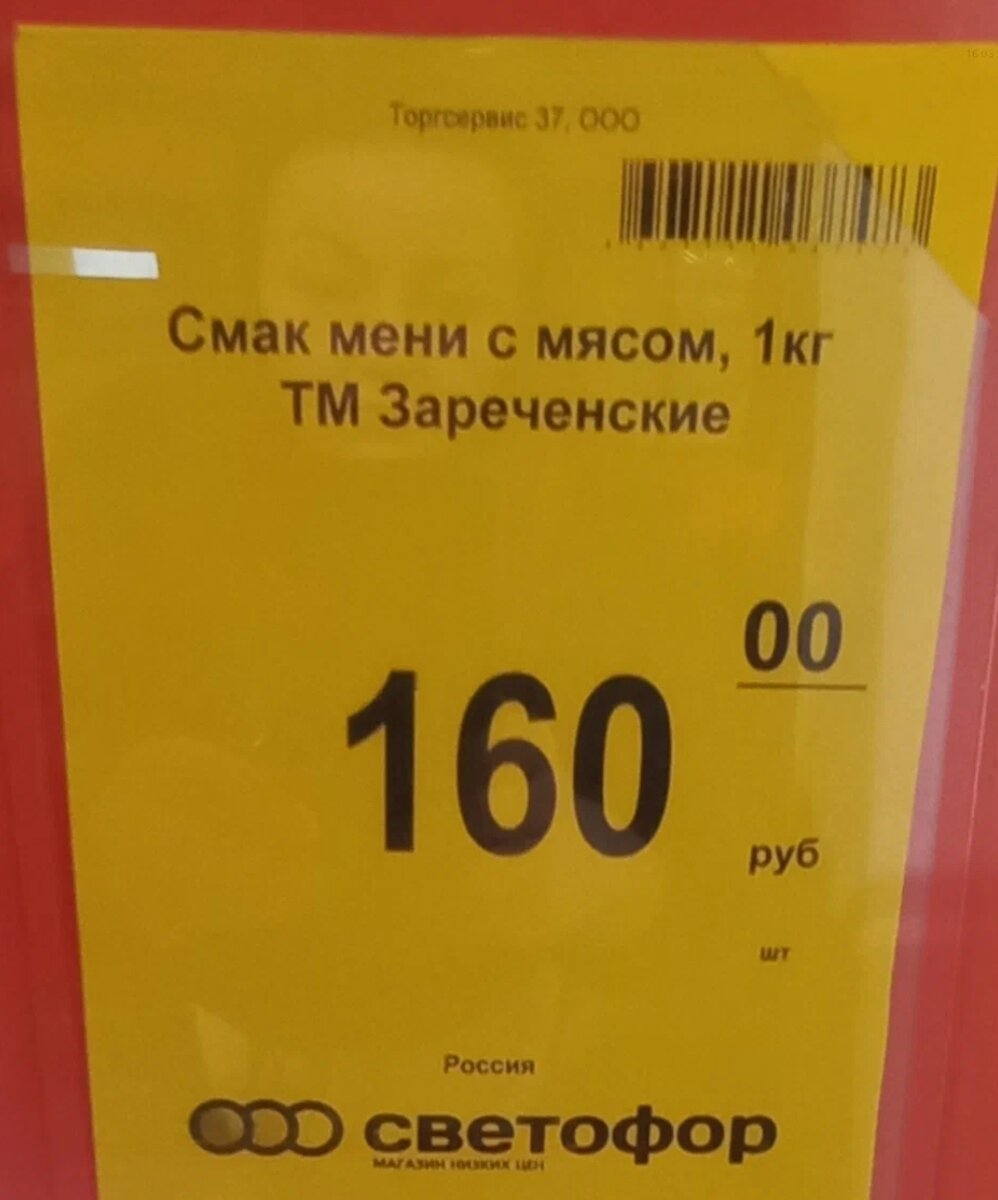 Торгсервис 37, ООО
Смак мени с мясом, 1кг
ТМ Зареченские
160
00
руб
шт
Россия
светофор
МАГАЗИН НИЗКИХ ЦЕН